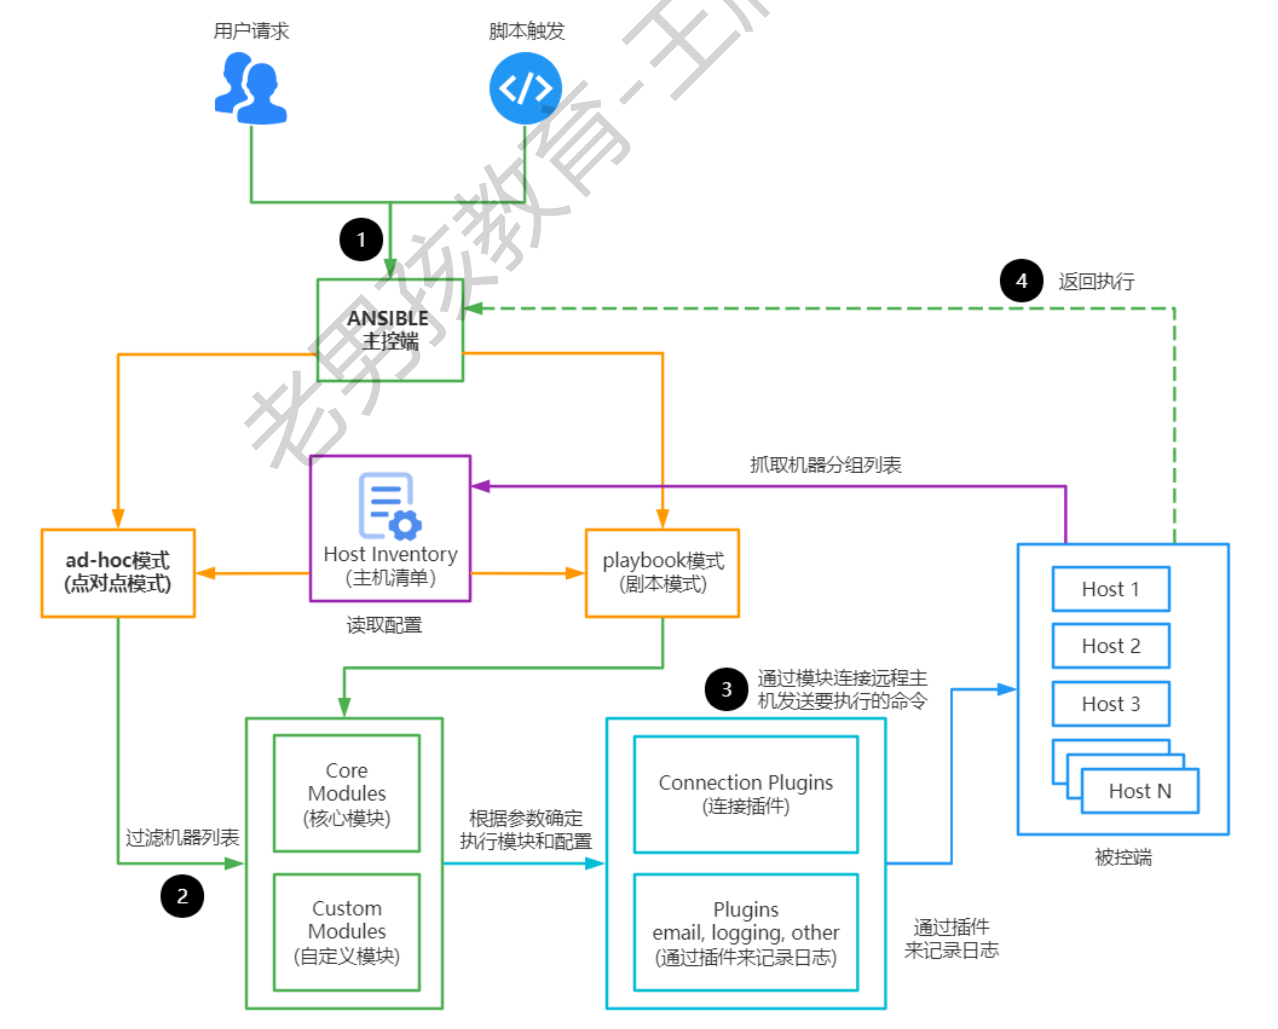 用户请求
脚本触发
1
ANSIBLE
主控端
4
返回执行
抓取机器分组列表
ad-hoc模式
(点对点模式)
Host Inventory
(主机清单)
读取配置
playbook模式
(剧本模式)
Host 1
Host 2
Host 3
Host N
被控端
3
通过模块连接远程主
机发送要执行的命令
Core
Modules
(核心模块)
Custom
Modules
(自定义模块)
过滤机器列表
2
根据参数确定
执行模块和配置
Connection Plugins
(连接插件)
Plugins
email, logging, other
(通过插件来记录日志)
通过插件
来记录日志
老男孩教育-王